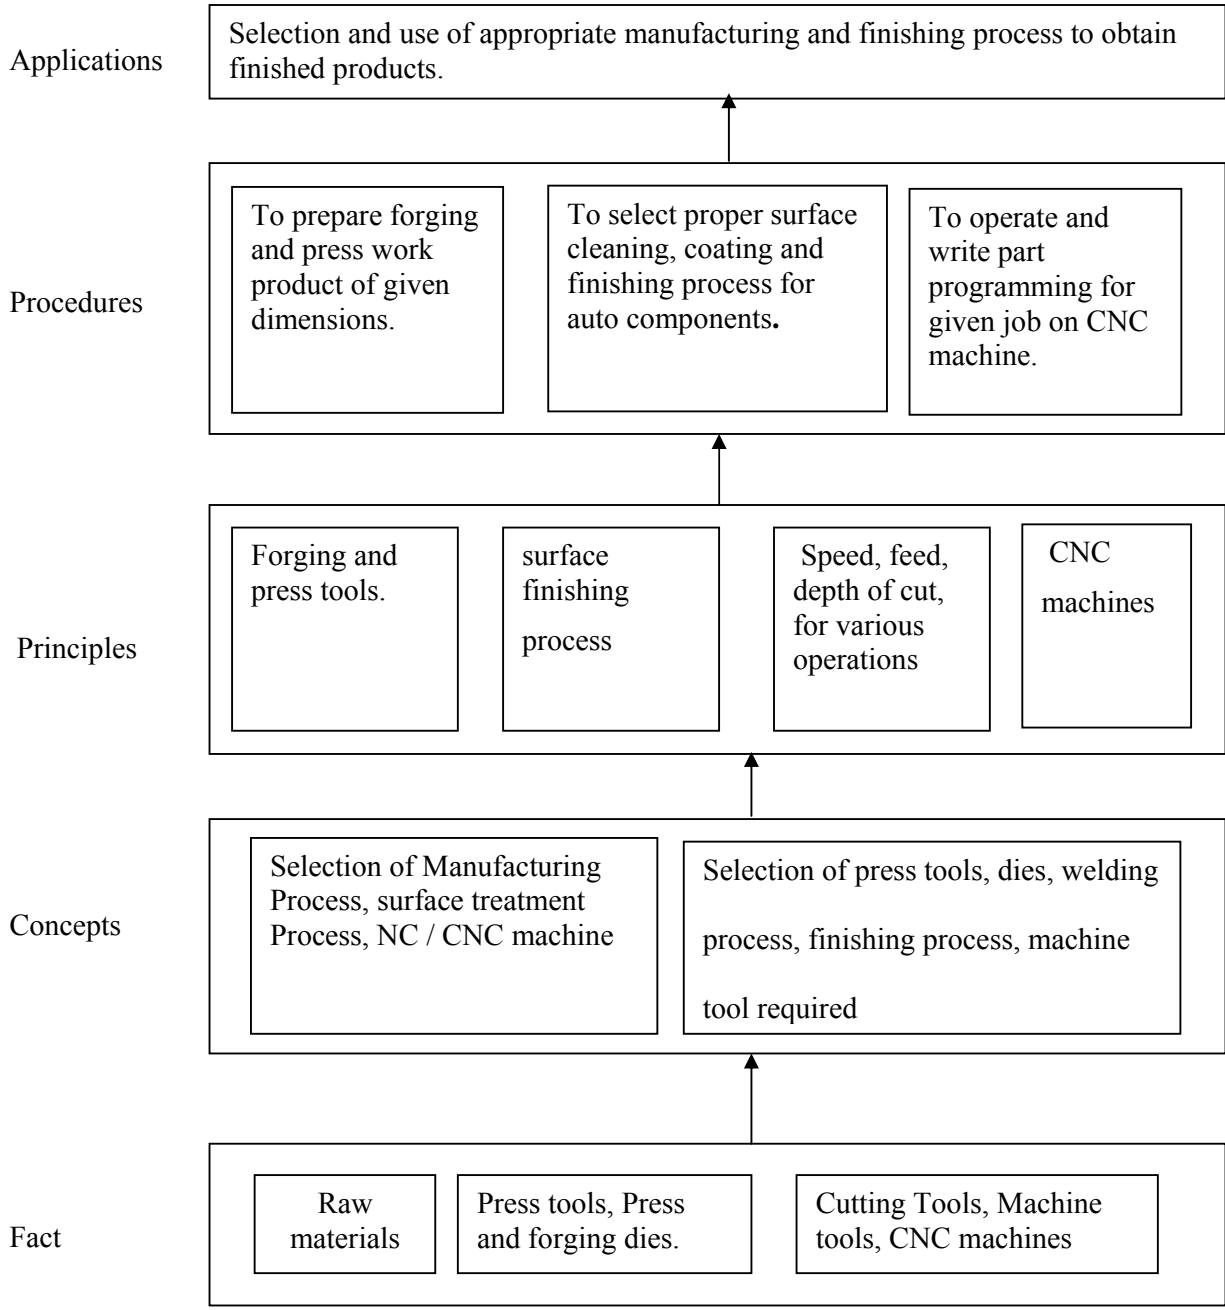 Applications
Selection and use of appropriate manufacturing and finishing process to obtain
finished products.
Procedures
To prepare forging
and press work
product of given
dimensions.
To select proper surface
cleaning, coating and
finishing process for
auto components.
To operate and
write part
programming for
given job on CNC
machine.
Principles
Forging and
press tools.
surface
finishing
process
Speed, feed,
depth of cut,
for various
operations
CNC
machines
Concepts
Selection of Manufacturing
Process, surface treatment
Process, NC / CNC machine
Selection of press tools, dies, welding
process, finishing process, machine
tool required
Fact
Raw
materials
Press tools, Press
and forging dies.
Cutting Tools, Machine
tools, CNC machines